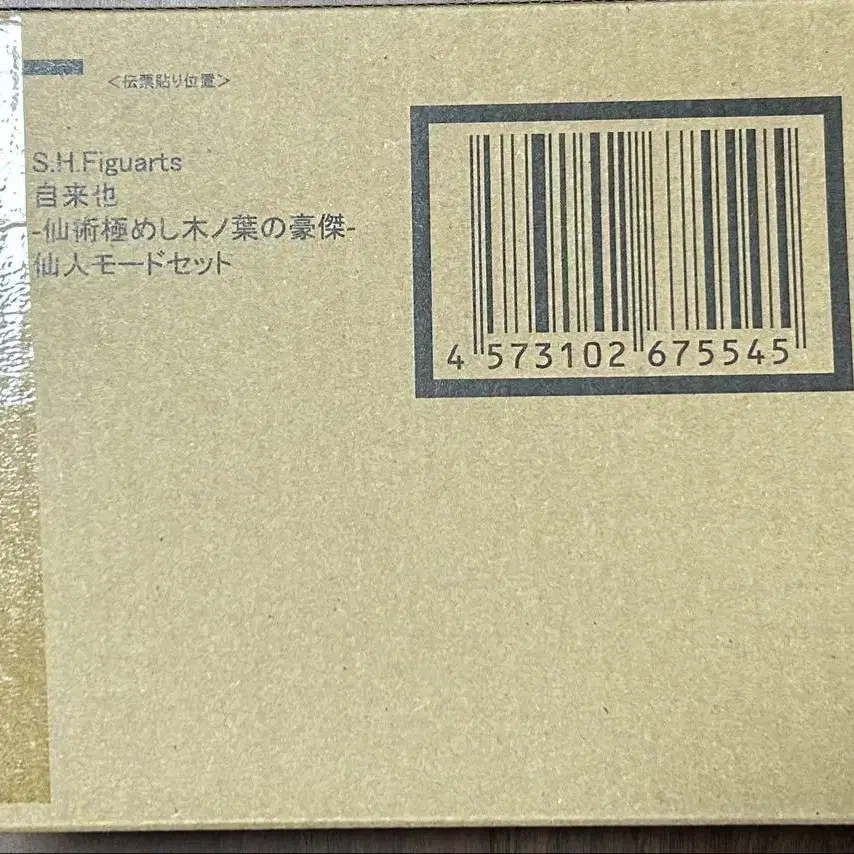 <伝票貼り位置>
S.H.Figuarts
自来也
-仙術極めし木ノ葉の豪傑-
仙人モードセット
4 573102 675545